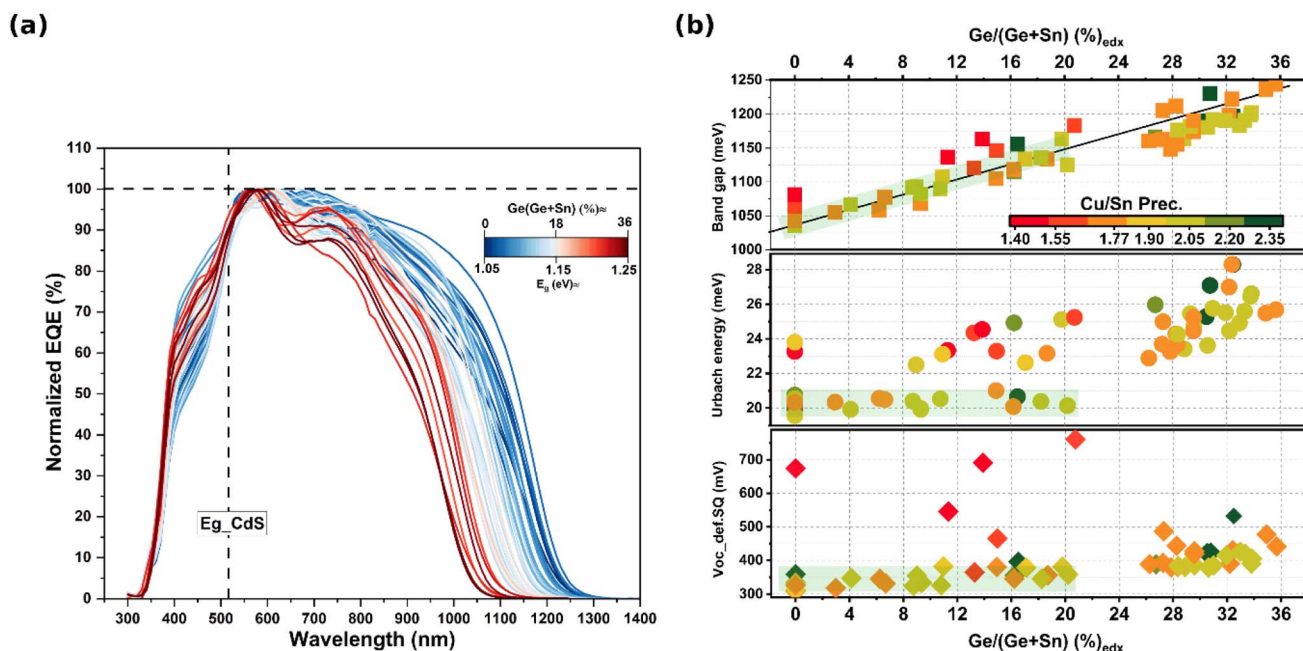 (a)
110
100
90
80
70
60
50
40
30
20
10
0
Normalized EQE (%)
Ge(Ge+Sn) (%)≈
0 18 36
1.05 1.15 1.25
E_g (eV)≈
Eg_CdS
300 400 500 600 700 800 900 1000 1100 1200 1300 1400
Wavelength (nm)
(b)
Ge/(Ge+Sn) (%)edx
0 4 8 12 16 20 24 28 32 36
1250
1200
1150
1100
1050
1000
Band gap (meV)
Cu/Sn Prec.
1.40 1.55 1.77 1.90 2.05 2.20 2.35
28
26
24
22
20
Urbach energy (meV)
700
600
500
400
300
Voc_def.SQ (mV)
0 4 8 12 16 20 24 28 32 36
Ge/(Ge+Sn) (%)edx